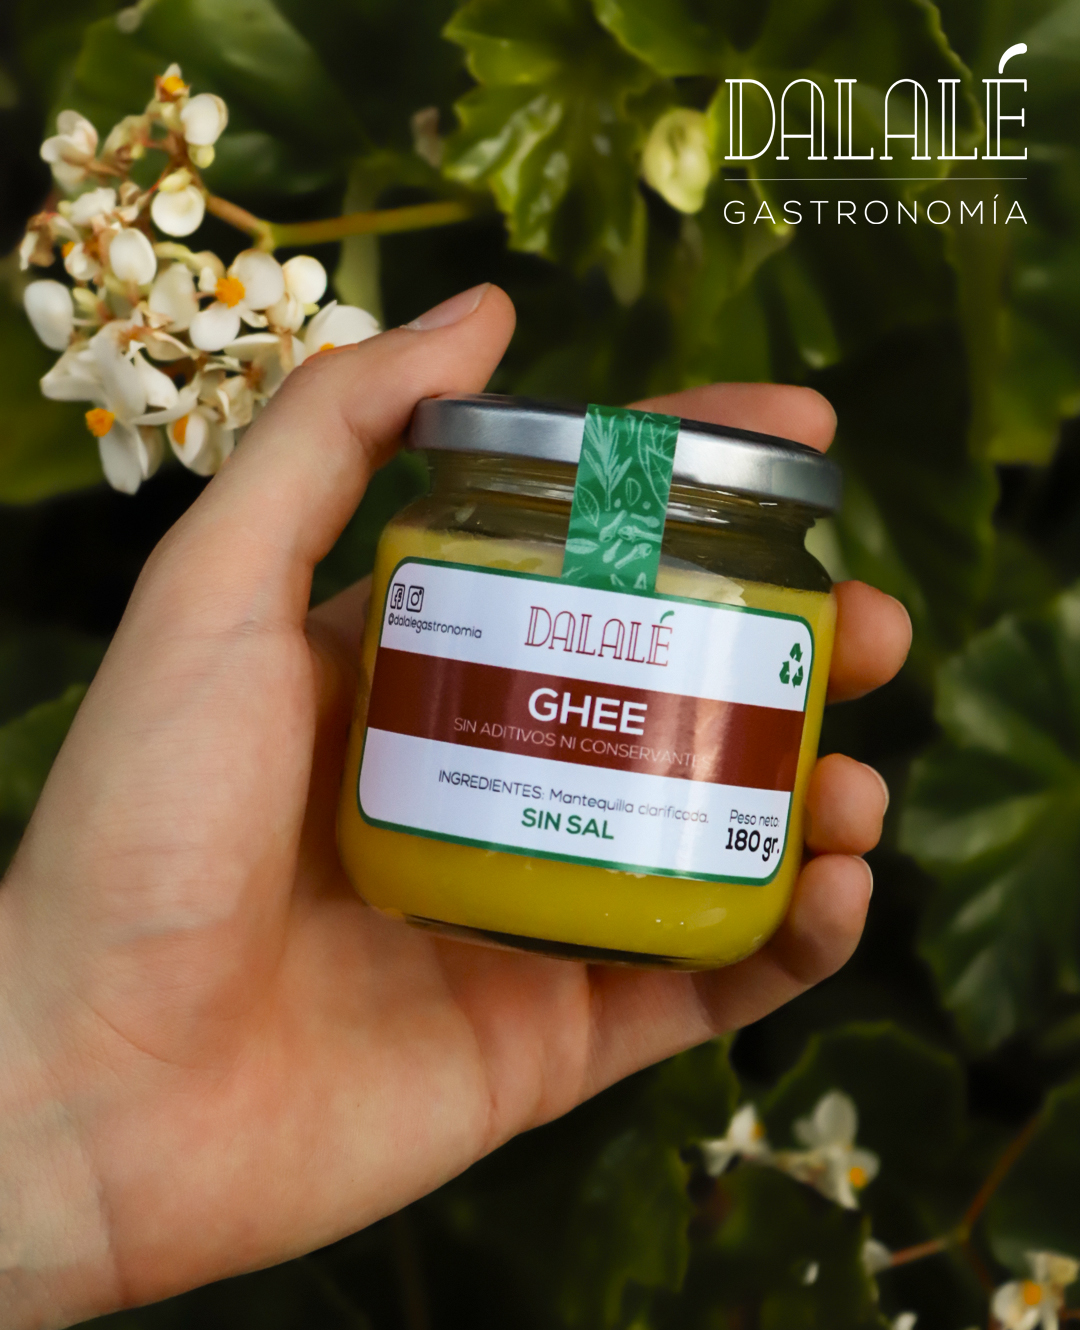 DALALÉ
GASTRONOMÍA
@dalalegastronomia
DALALÉ
GHEE
SIN ADITIVOS NI CONSERVANTES
INGREDIENTES: Mantequilla clarificada.
SIN SAL
Peso neto:
180 gr.